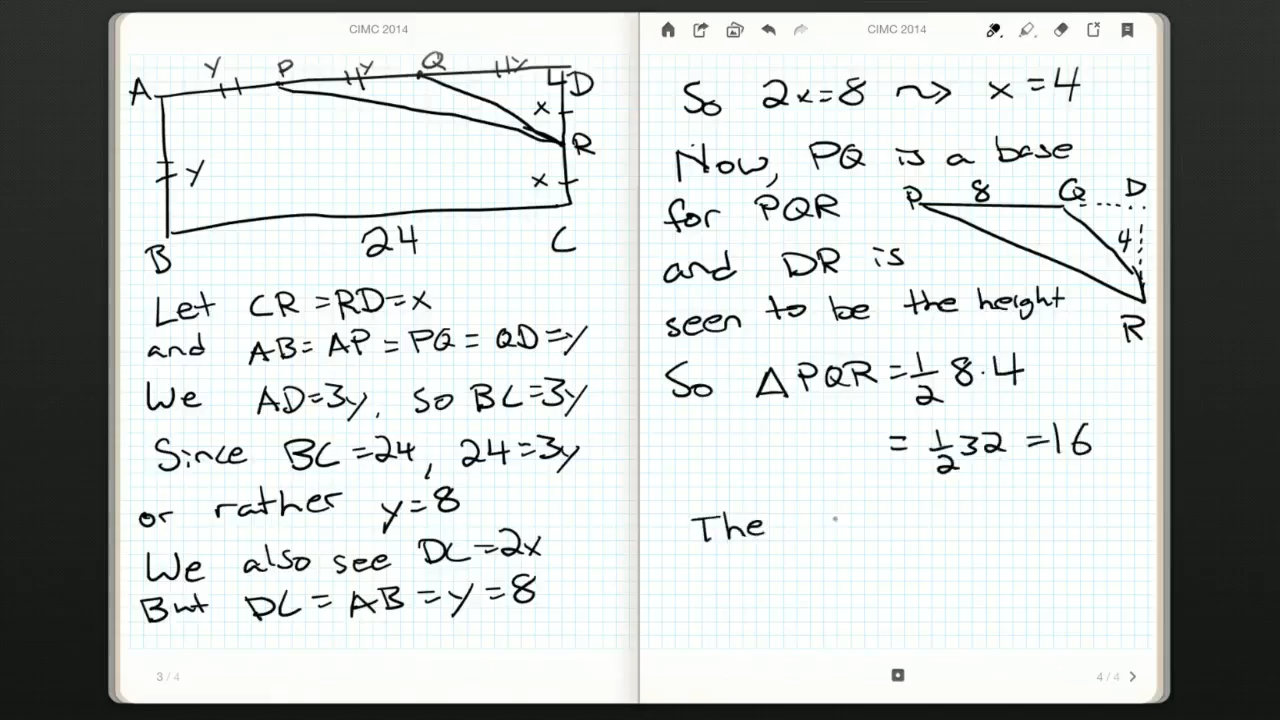 CIMC 2014
Y P Y Q Y
A D
x
R
Y x
B 24 C
Let CR = RD = x
and AB = AP = PQ = QD = y
We AD = 3y, so BC = 3y
Since BC = 24, 24 = 3y
or rather y = 8
We also see DC = 2x
But DC = AB = y = 8
3 / 4
CIMC 2014
So 2x = 8 ⤳ x = 4
Now, PQ is a base
for PQR
and DR is
seen to be the height
P 8 Q D
4
R
So △ PQR = 1/2 8·4
= 1/2 32 = 16
The
4 / 4